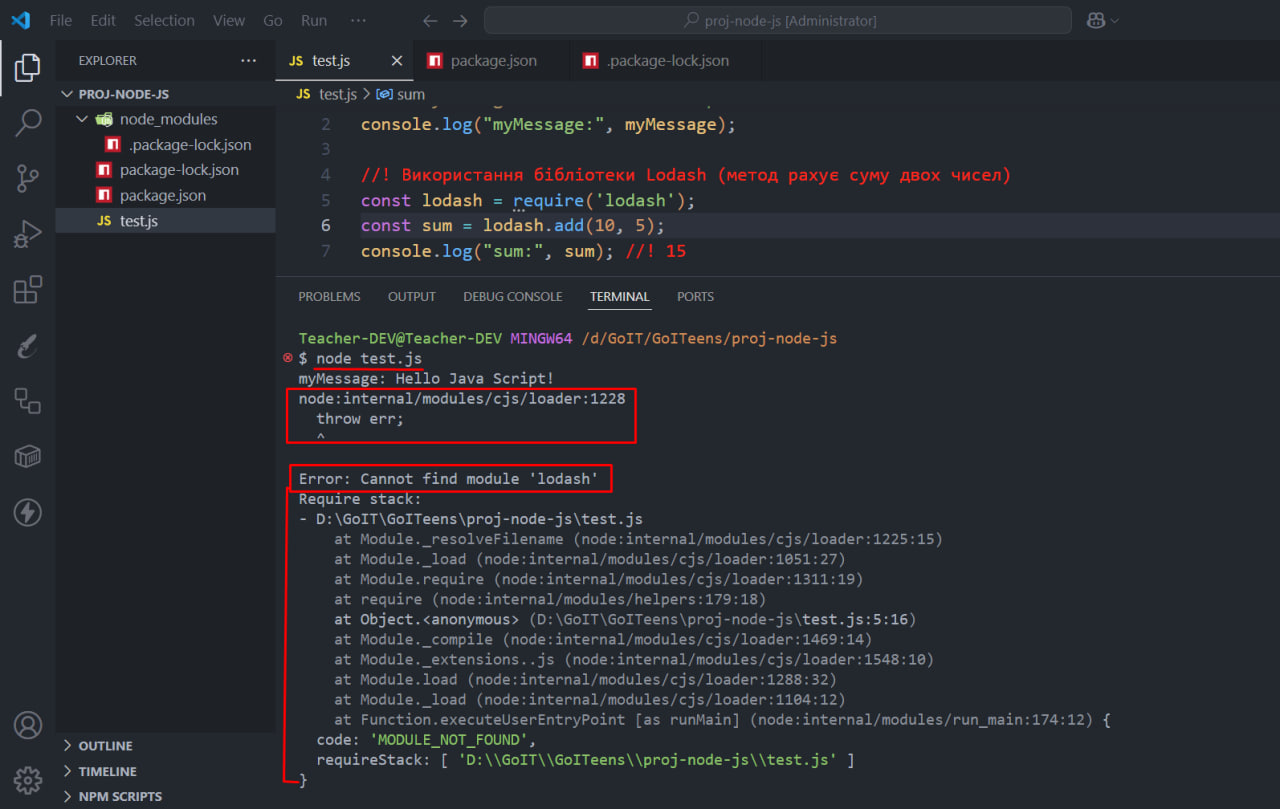 File Edit Selection View Go Run ···
proj-node-js [Administrator]
EXPLORER ···
PROJ-NODE-JS
node_modules
.package-lock.json
package-lock.json
package.json
JS test.js
OUTLINE
TIMELINE
NPM SCRIPTS
JS test.js
package.json
.package-lock.json
JS test.js > sum
2 console.log("myMessage:", myMessage);
3
4 //! Використання бібліотеки Lodash (метод рахує суму двох чисел)
5 const lodash = require('lodash');
6 const sum = lodash.add(10, 5);
7 console.log("sum:", sum); //! 15
PROBLEMS OUTPUT DEBUG CONSOLE TERMINAL PORTS
Teacher-DEV@Teacher-DEV MINGW64 /d/GoIT/GoITeens/proj-node-js
$ node test.js
myMessage: Hello Java Script!
node:internal/modules/cjs/loader:1228
throw err;
^
Error: Cannot find module 'lodash'
Require stack:
- D:\GoIT\GoITeens\proj-node-js\test.js
at Module._resolveFilename (node:internal/modules/cjs/loader:1225:15)
at Module._load (node:internal/modules/cjs/loader:1051:27)
at Module.require (node:internal/modules/cjs/loader:1311:19)
at require (node:internal/modules/helpers:179:18)
at Object.<anonymous> (D:\GoIT\GoITeens\proj-node-js\test.js:5:16)
at Module._compile (node:internal/modules/cjs/loader:1469:14)
at Module._extensions..js (node:internal/modules/cjs/loader:1548:10)
at Module.load (node:internal/modules/cjs/loader:1288:32)
at Module._load (node:internal/modules/cjs/loader:1104:12)
at Function.executeUserEntryPoint [as runMain] (node:internal/modules/run_main:174:12) {
code: 'MODULE_NOT_FOUND',
requireStack: [ 'D:\\GoIT\\GoITeens\\proj-node-js\\test.js' ]
}